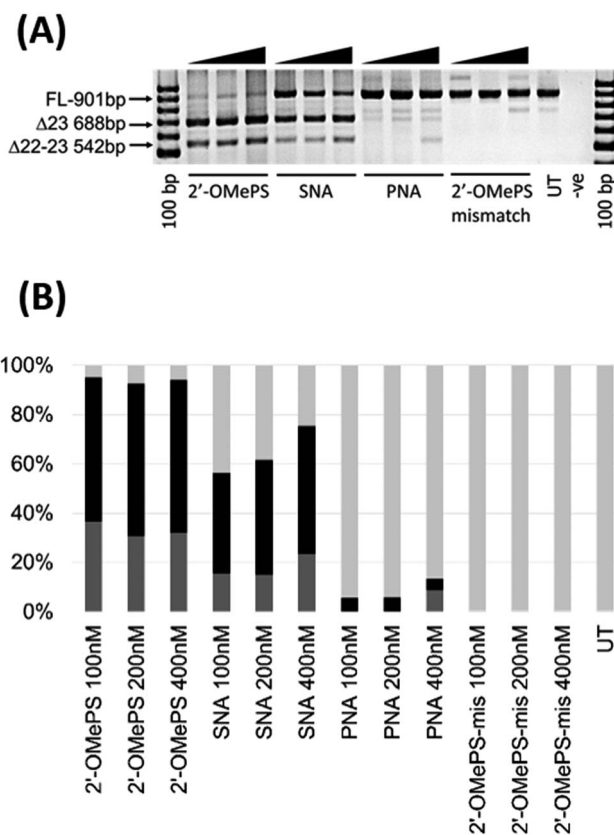 (A)
FL-901bp
Δ23 688bp
Δ22-23 542bp
100 bp
2'-OMePS
SNA
PNA
2'-OMePS
mismatch
UT
-ve
100 bp
(B)
100%
80%
60%
40%
20%
0%
2'-OMePS 100nM
2'-OMePS 200nM
2'-OMePS 400nM
SNA 100nM
SNA 200nM
SNA 400nM
PNA 100nM
PNA 200nM
PNA 400nM
2'-OMePS-mis 100nM
2'-OMePS-mis 200nM
2'-OMePS-mis 400nM
UT